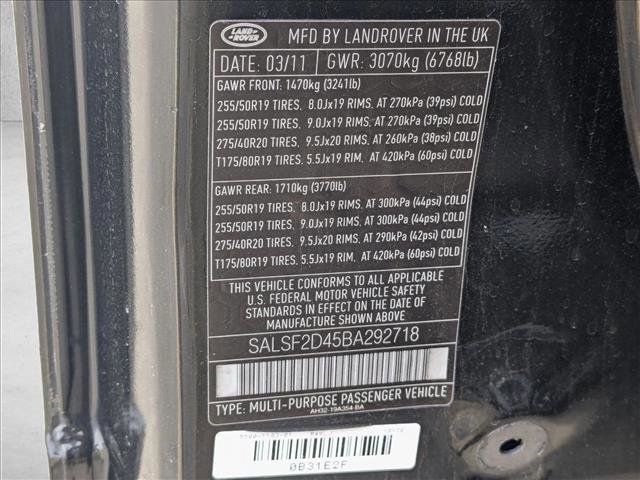 LAND
ROVER
MFD BY LANDROVER IN THE UK
DATE: 03/11 GWR: 3070kg (6768lb)
GAWR FRONT: 1470kg (3241lb)
255/50R19 TIRES, 8.0Jx19 RIMS, AT 270kPa (39psi) COLD
255/50R19 TIRES, 9.0Jx19 RIMS, AT 270kPa (39psi) COLD
275/40R20 TIRES, 9.5Jx20 RIMS, AT 260kPa (38psi) COLD
T175/80R19 TIRES, 5.5Jx19 RIM, AT 420kPa (60psi) COLD
GAWR REAR: 1710kg (3770lb)
255/50R19 TIRES, 8.0Jx19 RIMS, AT 300kPa (44psi) COLD
255/50R19 TIRES, 9.0Jx19 RIMS, AT 300kPa (44psi) COLD
275/40R20 TIRES, 9.5Jx20 RIMS, AT 290kPa (42psi) COLD
T175/80R19 TIRES, 5.5Jx19 RIM, AT 420kPa (60psi) COLD
THIS VEHICLE CONFORMS TO ALL APPLICABLE
U.S. FEDERAL MOTOR VEHICLE SAFETY
STANDARDS IN EFFECT ON THE DATE OF
MANUFACTURE SHOWN ABOVE.
SALSF2D45BA292718
TYPE: MULTI-PURPOSE PASSENGER VEHICLE
AH32-19A354-BA
0B31E2F